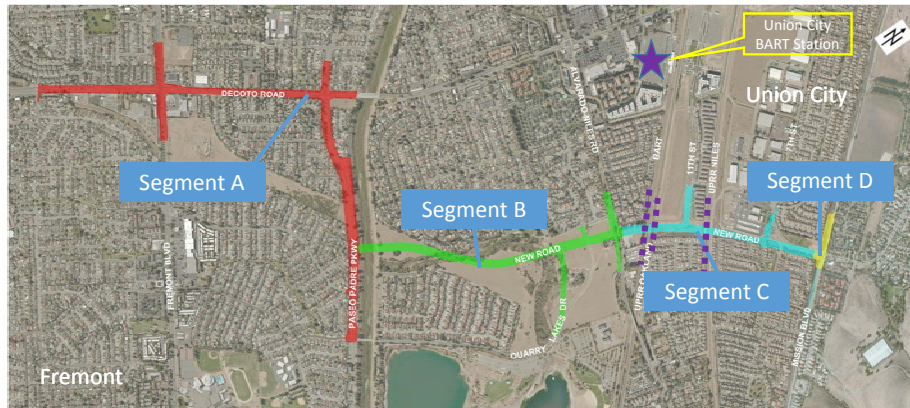 Union City
BART Station
N
Union City
DECOTO ROAD
ALVARADO NILES RD
BART
11TH ST
UPRR NILES
7TH ST
Segment A
Segment B
Segment D
NEW ROAD
NEW ROAD
Segment C
FREMONT BLVD
PASEO PADRE PKWY
UPRR OAKLAND
LAKES DR
QUARRY
MISSION BLVD
Fremont